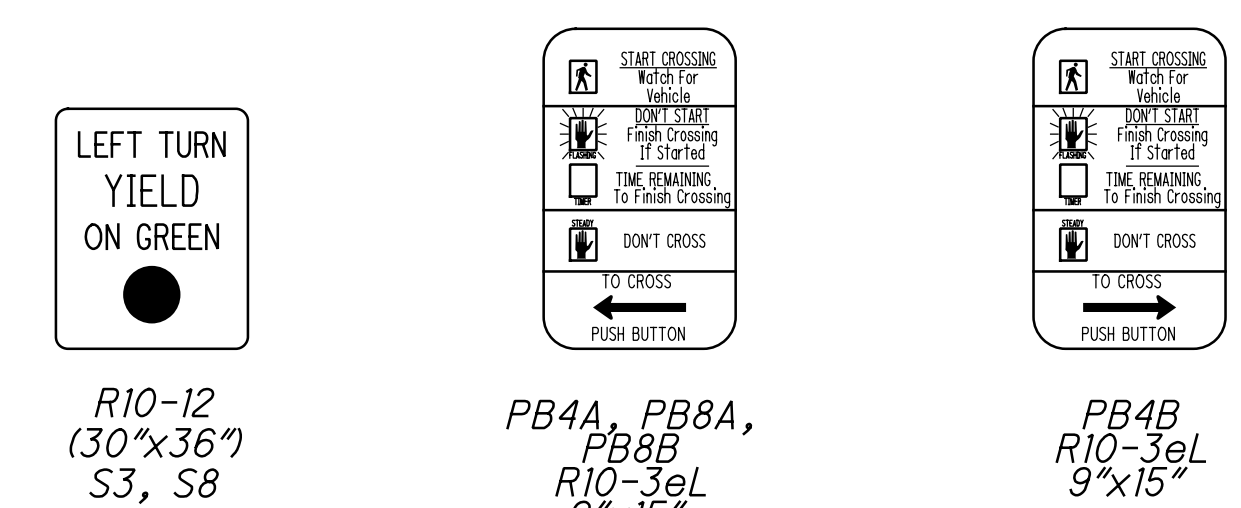 LEFT TURN
YIELD
ON GREEN
R10-12
(30"x36")
S3, S8
START CROSSING
Watch For
Vehicle
DON'T START
Finish Crossing
If Started
FLASHING
TIME REMAINING
To Finish Crossing
TIMER
STEADY
DON'T CROSS
TO CROSS
PUSH BUTTON
PB4A, PB8A,
PB8B
R10-3eL
9"x15"
START CROSSING
Watch For
Vehicle
DON'T START
Finish Crossing
If Started
FLASHING
TIME REMAINING
To Finish Crossing
TIMER
STEADY
DON'T CROSS
TO CROSS
PUSH BUTTON
PB4B
R10-3eL
9"x15"